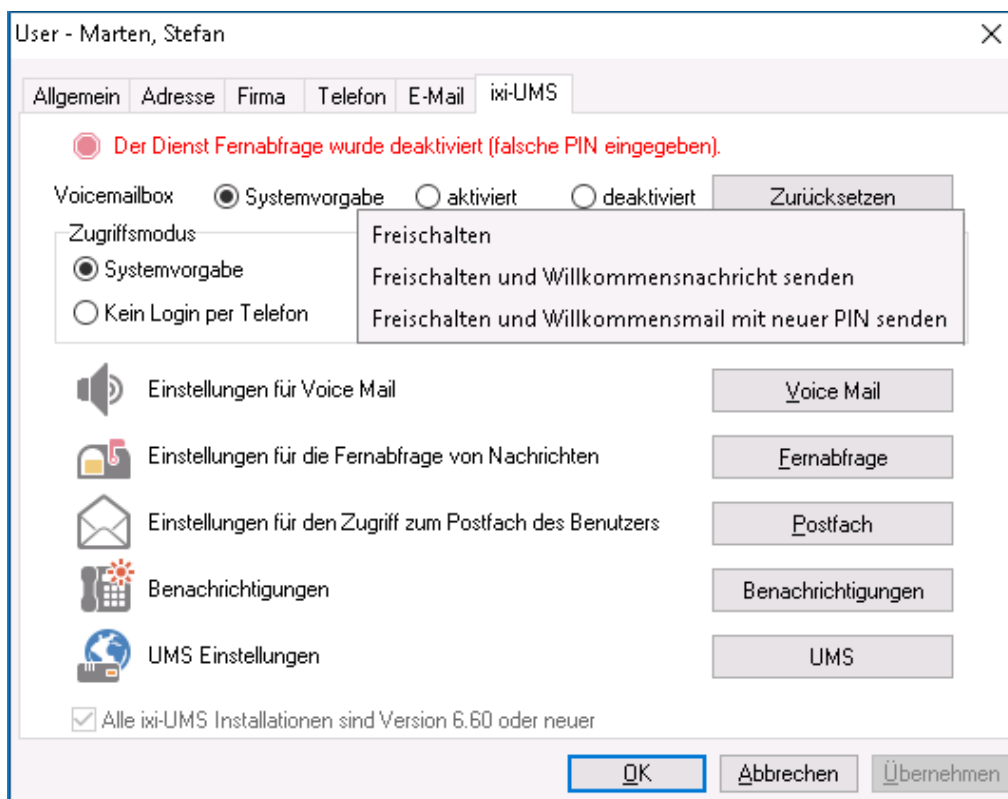 User - Marten, Stefan
Allgemein Adresse Firma Telefon E-Mail ixi-UMS
Der Dienst Fernabfrage wurde deaktiviert (falsche PIN eingegeben).
Voicemailbox Systemvorgabe aktiviert deaktiviert Zurücksetzen
Zugriffsmodus
Freischalten
Systemvorgabe
Freischalten und Willkommensnachricht senden
Kein Login per Telefon
Freischalten und Willkommensmail mit neuer PIN senden
Einstellungen für Voice Mail Voice Mail
Einstellungen für die Fernabfrage von Nachrichten Fernabfrage
Einstellungen für den Zugriff zum Postfach des Benutzers Postfach
Benachrichtigungen Benachrichtigungen
UMS Einstellungen UMS
Alle ixi-UMS Installationen sind Version 6.60 oder neuer
OK Abbrechen Übernehmen